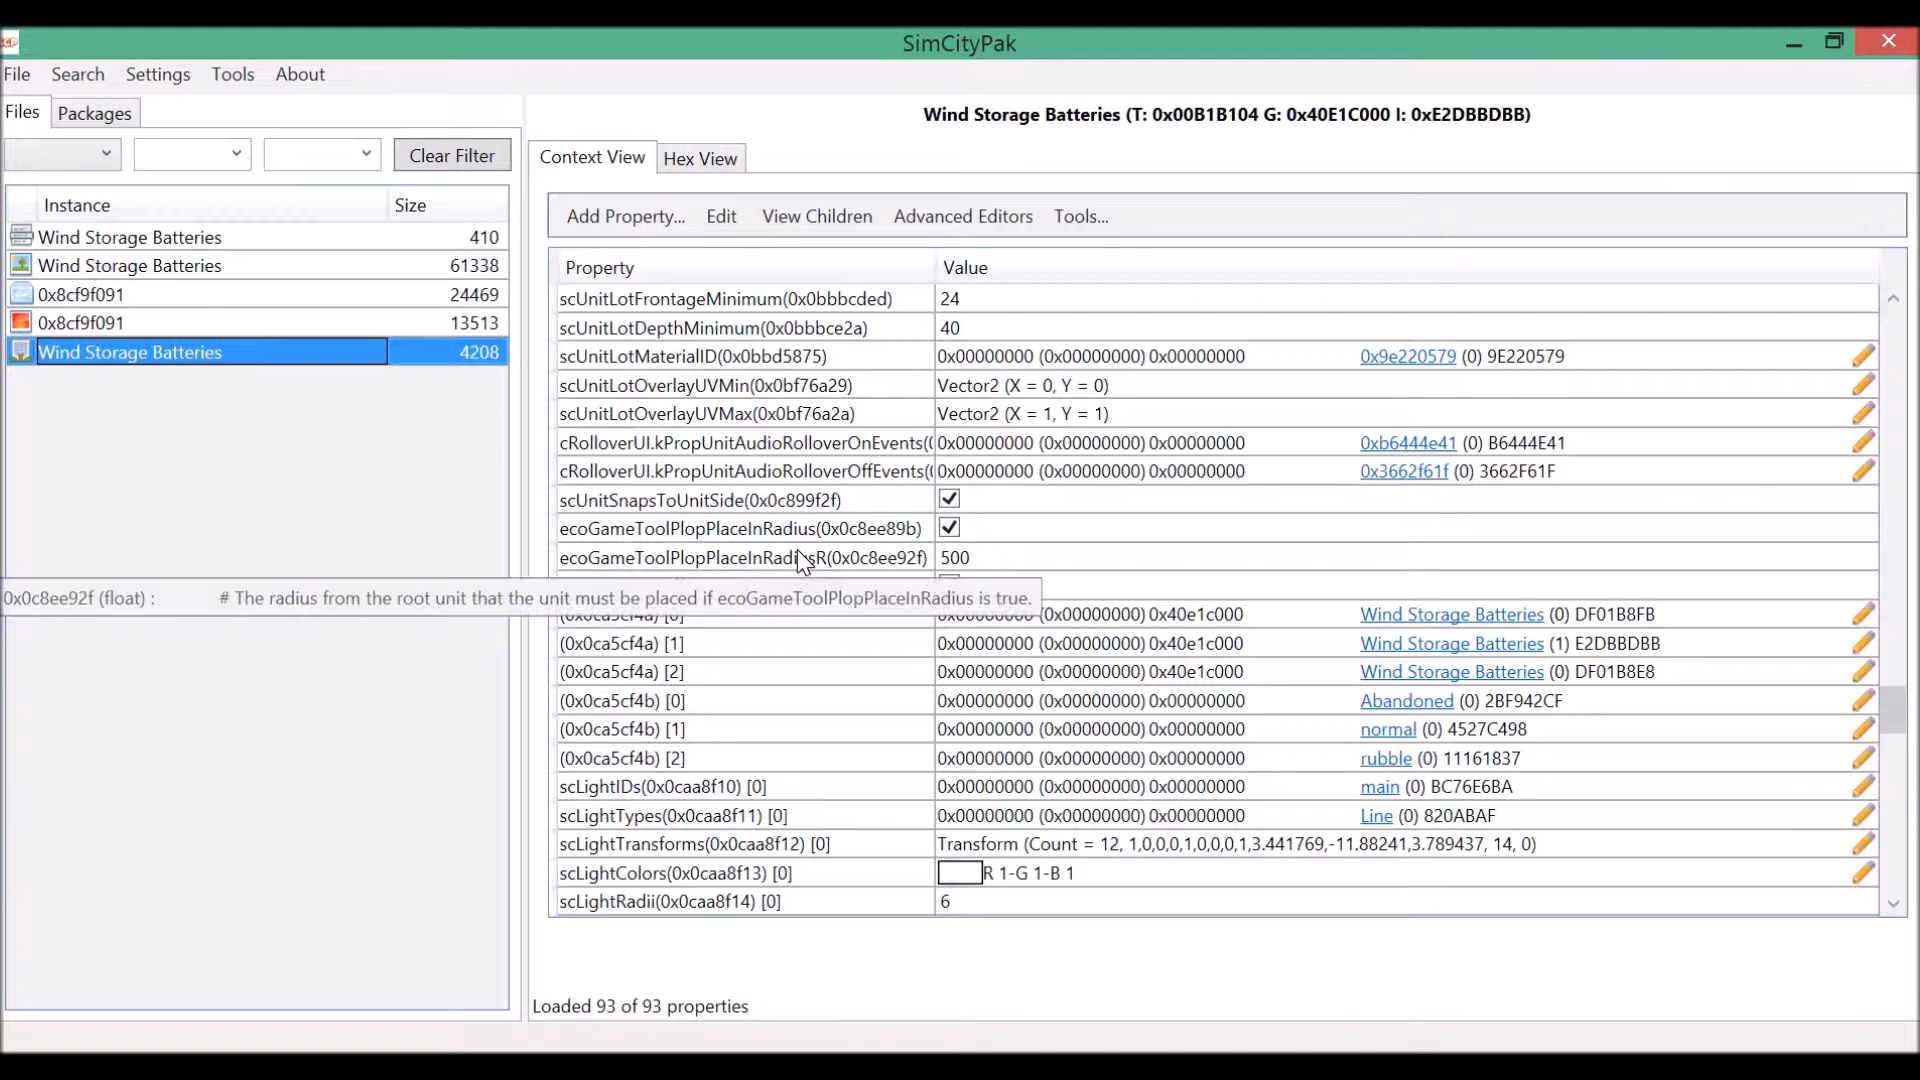 SimCityPak
File Search Settings Tools About
Files Packages
Wind Storage Batteries (T: 0x00B1B104 G: 0x40E1C000 I: 0xE2DBBDBB)
Clear Filter
Context View Hex View
Instance Size
Wind Storage Batteries 410
Wind Storage Batteries 61338
0x8cf9f091 24469
0x8cf9f091 13513
Wind Storage Batteries 4208
Add Property... Edit View Children Advanced Editors Tools...
Property Value
scUnitLotFrontageMinimum(0x0bbbcded) 24
scUnitLotDepthMinimum(0x0bbbce2a) 40
scUnitLotMaterialID(0x0bbd5875) 0x00000000 (0x00000000) 0x00000000 0x9e220579 (0) 9E220579
scUnitLotOverlayUVMin(0x0bf76a29) Vector2 (X = 0, Y = 0)
scUnitLotOverlayUVMax(0x0bf76a2a) Vector2 (X = 1, Y = 1)
cRolloverUI.kPropUnitAudioRolloverOnEvents( 0x00000000 (0x00000000) 0x00000000 0xb6444e41 (0) B6444E41
cRolloverUI.kPropUnitAudioRolloverOffEvents( 0x00000000 (0x00000000) 0x00000000 0x3662f61f (0) 3662F61F
scUnitSnapsToUnitSide(0x0c899f2f)
ecoGameToolPlopPlaceInRadius(0x0c8ee89b)
ecoGameToolPlopPlaceInRadiusR(0x0c8ee92f) 500
0x0c8ee92f (float) : # The radius from the root unit that the unit must be placed if ecoGameToolPlopPlaceInRadius is true.
(0x0ca5cf4a) [0] 0x00000000 (0x00000000) 0x40e1c000 Wind Storage Batteries (0) DF01B8FB
(0x0ca5cf4a) [1] 0x00000000 (0x00000000) 0x40e1c000 Wind Storage Batteries (1) E2DBBDBB
(0x0ca5cf4a) [2] 0x00000000 (0x00000000) 0x40e1c000 Wind Storage Batteries (0) DF01B8E8
(0x0ca5cf4b) [0] 0x00000000 (0x00000000) 0x00000000 Abandoned (0) 2BF942CF
(0x0ca5cf4b) [1] 0x00000000 (0x00000000) 0x00000000 normal (0) 4527C498
(0x0ca5cf4b) [2] 0x00000000 (0x00000000) 0x00000000 rubble (0) 11161837
scLightIDs(0x0caa8f10) [0] 0x00000000 (0x00000000) 0x00000000 main (0) BC76E6BA
scLightTypes(0x0caa8f11) [0] 0x00000000 (0x00000000) 0x00000000 Line (0) 820ABAF
scLightTransforms(0x0caa8f12) [0] Transform (Count = 12, 1,0,0,0,1,0,0,0,1,3.441769,-11.88241,3.789437, 14, 0)
scLightColors(0x0caa8f13) [0] R 1-G 1-B 1
scLightRadii(0x0caa8f14) [0] 6
Loaded 93 of 93 properties